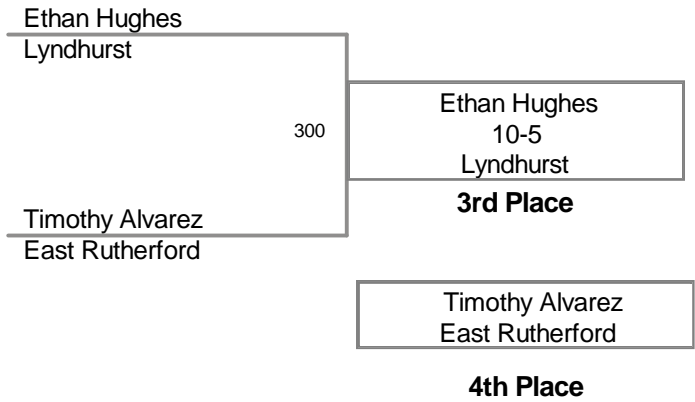 Ethan Hughes
Lyndhurst
300
Ethan Hughes
10-5
Lyndhurst
3rd Place
Timothy Alvarez
East Rutherford
Timothy Alvarez
East Rutherford
4th Place